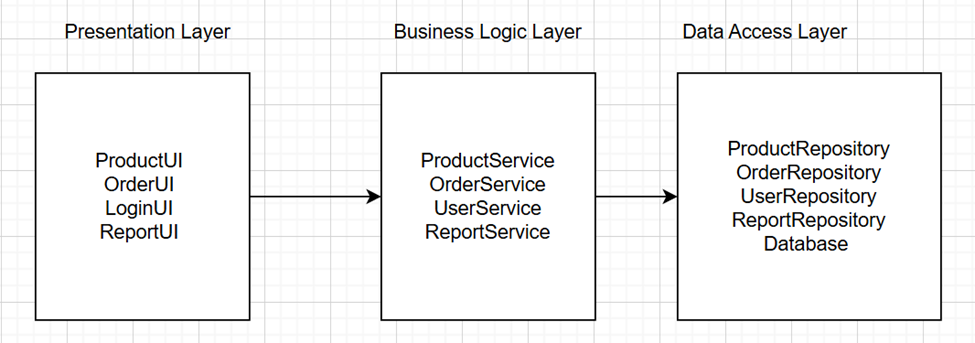 Presentation Layer
Business Logic Layer
Data Access Layer
ProductUI
OrderUI
LoginUI
ReportUI
ProductService
OrderService
UserService
ReportService
ProductRepository
OrderRepository
UserRepository
ReportRepository
Database